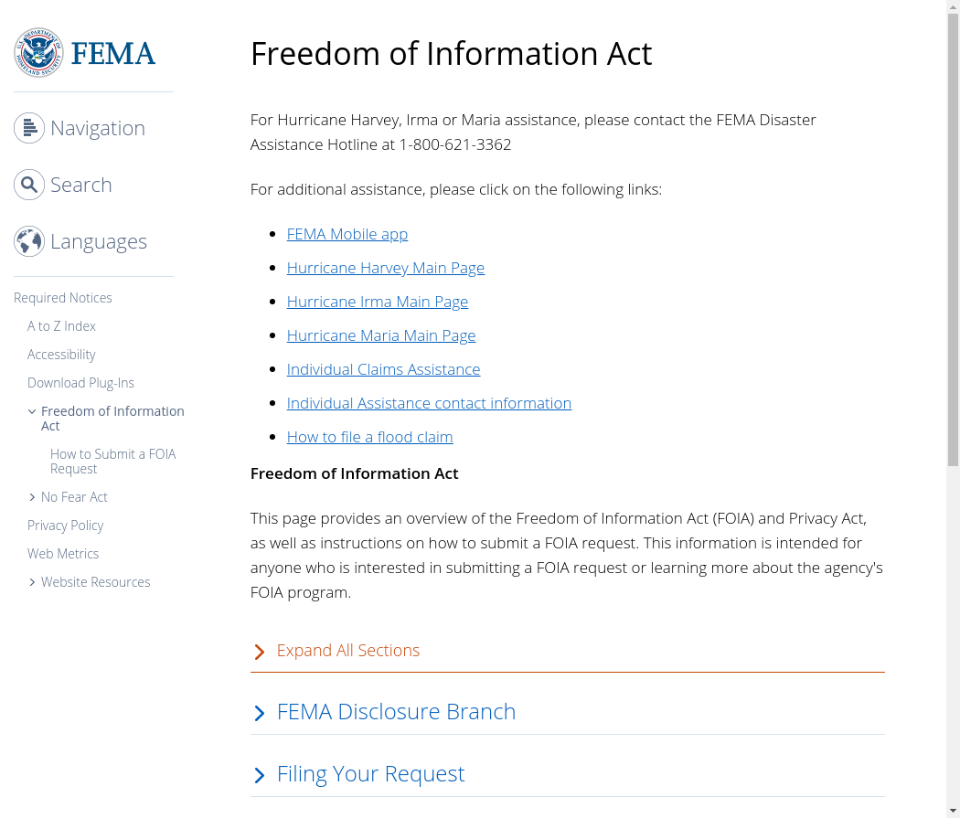 FEMA
Navigation
Search
Languages
Required Notices
A to Z Index
Accessibility
Download Plug-Ins
Freedom of Information
Act
How to Submit a FOIA
Request
No Fear Act
Privacy Policy
Web Metrics
Website Resources
Freedom of Information Act
For Hurricane Harvey, Irma or Maria assistance, please contact the FEMA Disaster
Assistance Hotline at 1-800-621-3362
For additional assistance, please click on the following links:
FEMA Mobile app
Hurricane Harvey Main Page
Hurricane Irma Main Page
Hurricane Maria Main Page
Individual Claims Assistance
Individual Assistance contact information
How to file a flood claim
Freedom of Information Act
This page provides an overview of the Freedom of Information Act (FOIA) and Privacy Act,
as well as instructions on how to submit a FOIA request. This information is intended for
anyone who is interested in submitting a FOIA request or learning more about the agency's
FOIA program.
Expand All Sections
FEMA Disclosure Branch
Filing Your Request